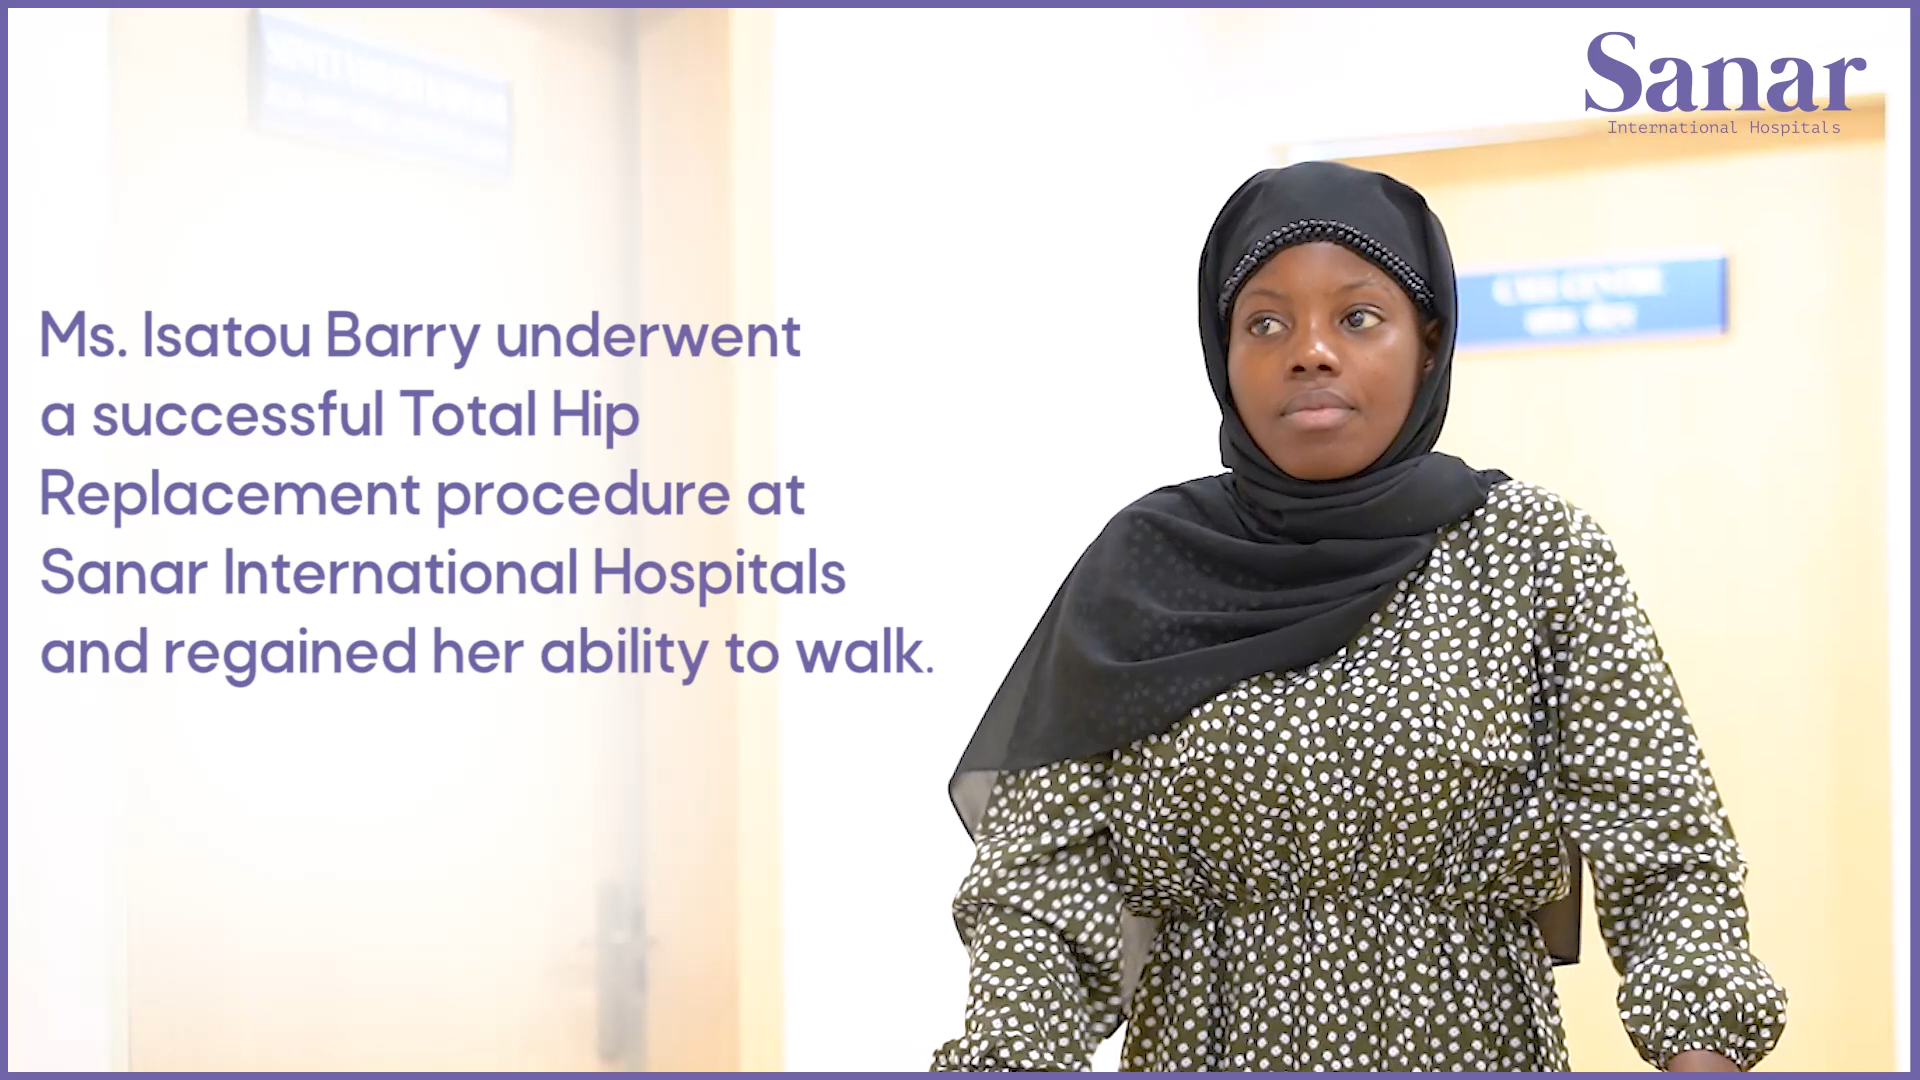 Sanar
International Hospitals
Ms. Isatou Barry underwent
a successful Total Hip
Replacement procedure at
Sanar International Hospitals
and regained her ability to walk.